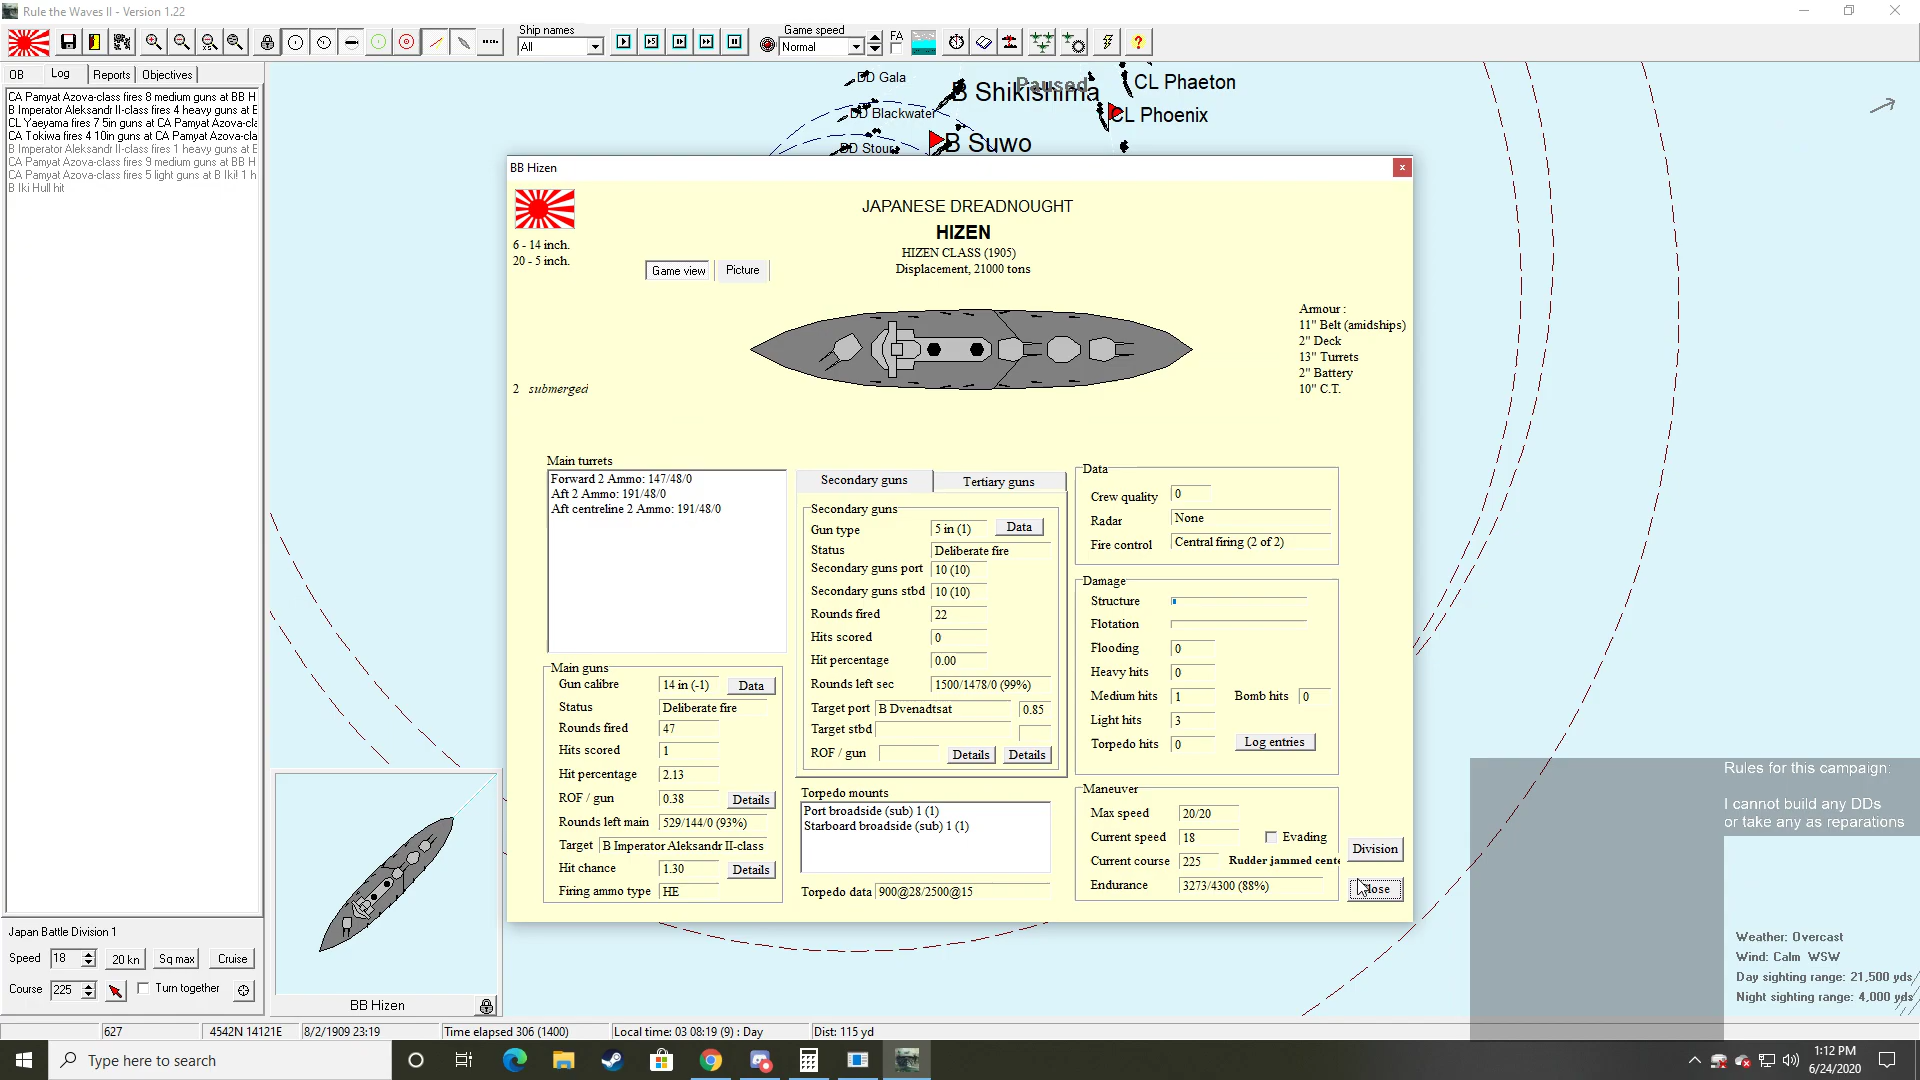 Rule the Waves II - Version 1.22
Ship names
All
Game speed
Normal
FA
OB
Log
Reports
Objectives
CA Pamyat Azova-class fires 8 medium guns at BB H
B Imperator Aleksandr II-class fires 4 heavy guns at B
CL Yaeyama fires 7 5in guns at CA Pamyat Azova-cla
CA Tokiwa fires 4 10in guns at CA Pamyat Azova-cla
B Imperator Aleksandr II-class fires 1 heavy guns at B
CA Pamyat Azova-class fires 9 medium guns at BB H
CA Pamyat Azova-class fires 5 light guns at B Iki! 1 h
B Iki Hull hit
DD Gala
B Shikishima
Paused
CL Phaeton
DD Blackwater
CL Phoenix
DD Stour
B Suwo
BB Hizen
JAPANESE DREADNOUGHT
HIZEN
HIZEN CLASS (1905)
Displacement, 21000 tons
6 - 14 inch.
20 - 5 inch.
Game view
Picture
Armour :
11" Belt (amidships)
2" Deck
13" Turrets
2" Battery
10" C.T.
2 submerged
Main turrets
Forward 2 Ammo: 147/48/0
Aft 2 Ammo: 191/48/0
Aft centreline 2 Ammo: 191/48/0
Main guns
Gun calibre 14 in (-1) Data
Status Deliberate fire
Rounds fired 47
Hits scored 1
Hit percentage 2.13
ROF / gun 0.38 Details
Rounds left main 529/144/0 (93%)
Target B Imperator Aleksandr II-class
Hit chance 1.30 Details
Firing ammo type HE
Secondary guns
Tertiary guns
Secondary guns
Gun type 5 in (1) Data
Status Deliberate fire
Secondary guns port 10 (10)
Secondary guns stbd 10 (10)
Rounds fired 22
Hits scored 0
Hit percentage 0.00
Rounds left sec 1500/1478/0 (99%)
Target port B Dvenadtsat 0.85
Target stbd
ROF / gun Details Details
Torpedo mounts
Port broadside (sub) 1 (1)
Starboard broadside (sub) 1 (1)
Torpedo data 900@28/2500@15
Data
Crew quality 0
Radar None
Fire control Central firing (2 of 2)
Damage
Structure
Flotation
Flooding 0
Heavy hits 0
Medium hits 1 Bomb hits 0
Light hits 3
Torpedo hits 0 Log entries
Maneuver
Max speed 20/20
Current speed 18 Evading
Current course 225 Rudder jammed cente
Endurance 3273/4300 (88%)
Division
Close
Rules for this campaign:
I cannot build any DDs
or take any as reparations
Weather: Overcast
Wind: Calm WSW
Day sighting range: 21,500 yds
Night sighting range: 4,000 yds
Japan Battle Division 1
Speed 18 20 kn Sq max Cruise
Course 225 Turn together
BB Hizen
627
4542N 14121E
8/2/1909 23:19
Time elapsed 306 (1400)
Local time: 03 08:19 (9) : Day
Dist: 115 yd
Type here to search
1:12 PM
6/24/2020